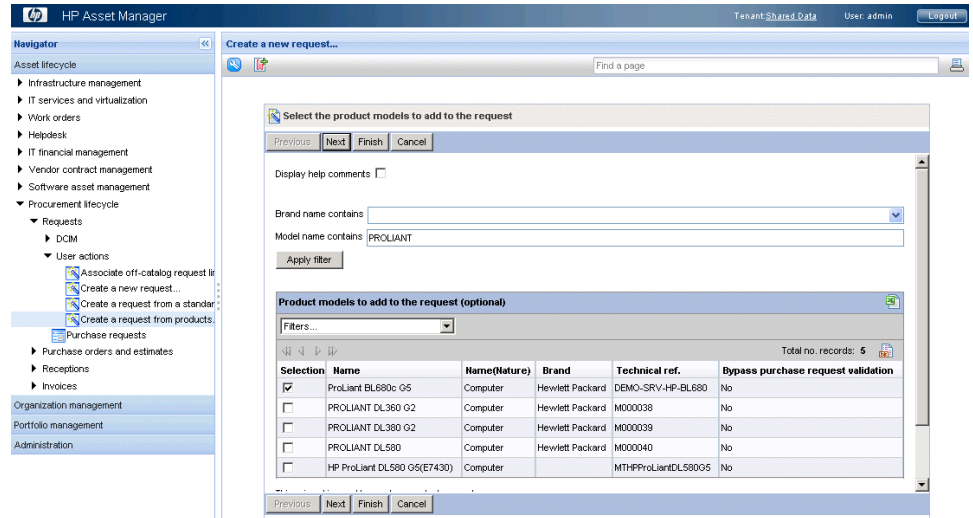 hp HP Asset Manager
Tenant:Shared Data User: admin Logout
Navigator
Create a new request...
Asset lifecycle
Find a page
Infrastructure management
IT services and virtualization
Work orders
Helpdesk
IT financial management
Vendor contract management
Software asset management
Procurement lifecycle
Requests
DCIM
User actions
Associate off-catalog request lir
Create a new request...
Create a request from a standar
Create a request from products.
Purchase requests
Purchase orders and estimates
Receptions
Invoices
Organization management
Portfolio management
Administration
Select the product models to add to the request
Previous Next Finish Cancel
Display help comments
Brand name contains
Model name contains PROLIANT
Apply filter
Product models to add to the request (optional)
Filters...
Total no. records: 5
Selection Name Name(Nature) Brand Technical ref. Bypass purchase request validation
ProLiant BL680c G5 Computer Hewlett Packard DEMO-SRV-HP-BL680 No
PROLIANT DL360 G2 Computer Hewlett Packard M000038 No
PROLIANT DL380 G2 Computer Hewlett Packard M000039 No
PROLIANT DL580 Computer Hewlett Packard M000040 No
HP ProLiant DL580 G5(E7430) Computer MTHPProLiantDL580G5 No
Previous Next Finish Cancel